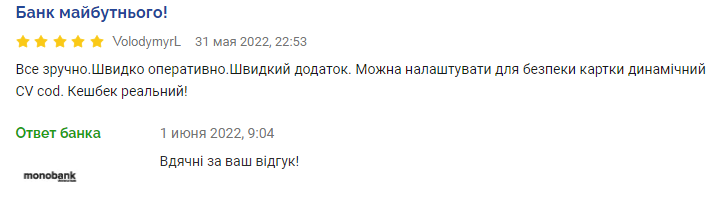 Банк майбутнього!
VolodymyrL 31 мая 2022, 22:53
Все зручно.Швидко оперативно.Швидкий додаток. Можна налаштувати для безпеки картки динамічний
CV cod. Кешбек реальний!
Ответ банка 1 июня 2022, 9:04
Вдячні за ваш відгук!
monobank